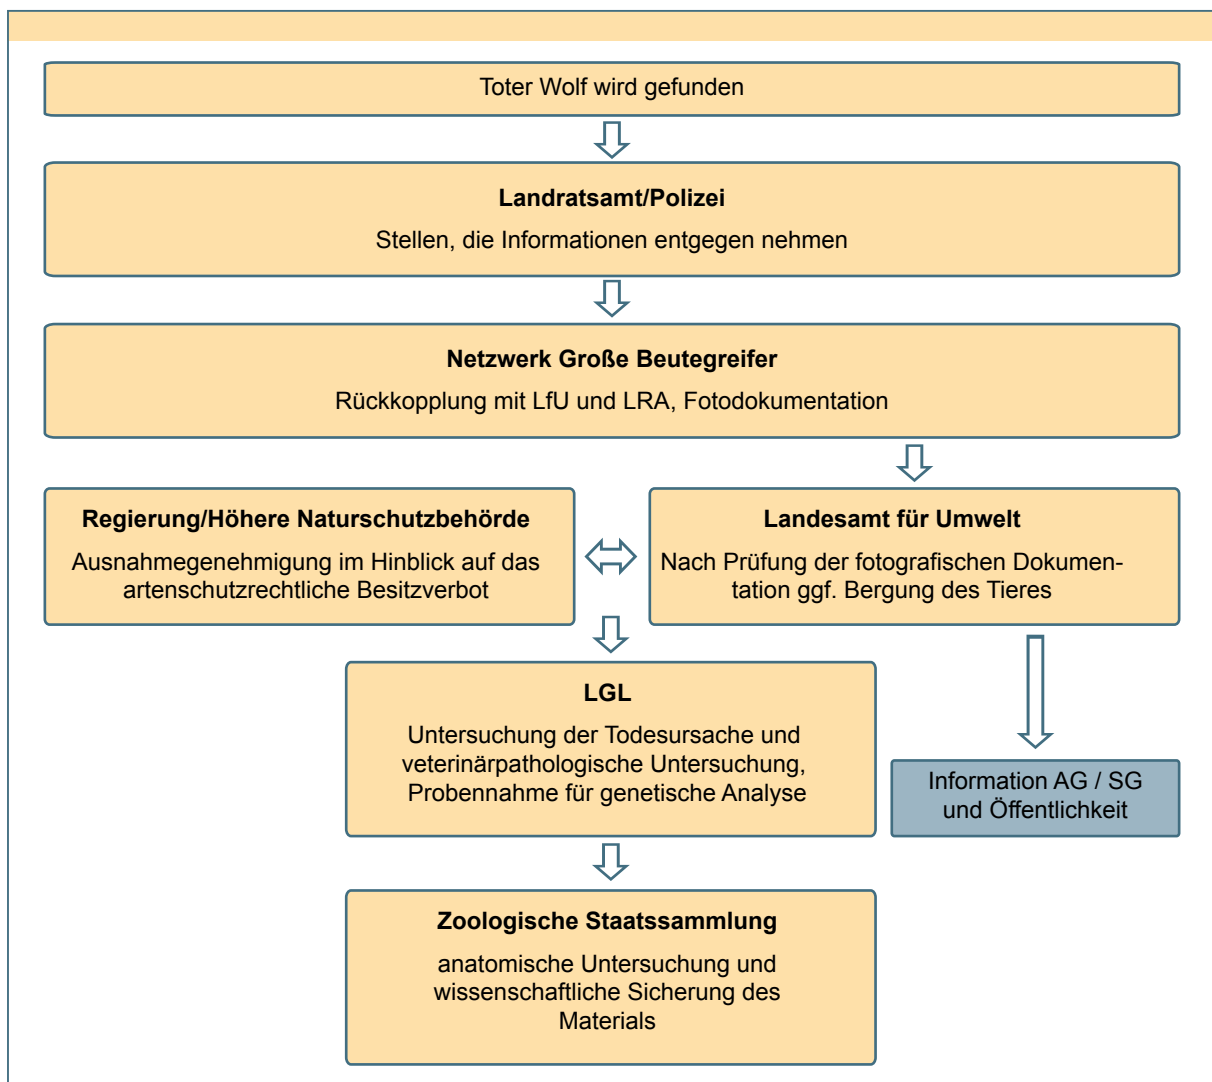 Toter Wolf wird gefunden
Landratsamt/Polizei
Stellen, die Informationen entgegen nehmen
Netzwerk Große Beutegreifer
Rückkopplung mit LfU und LRA, Fotodokumentation
Regierung/Höhere Naturschutzbehörde
Ausnahmegenehmigung im Hinblick auf das
artenschutzrechtliche Besitzverbot
Landesamt für Umwelt
Nach Prüfung der fotografischen Dokumen-
tation ggf. Bergung des Tieres
LGL
Untersuchung der Todesursache und
veterinärpathologische Untersuchung,
Probennahme für genetische Analyse
Information AG / SG
und Öffentlichkeit
Zoologische Staatssammlung
anatomische Untersuchung und
wissenschaftliche Sicherung des
Materials